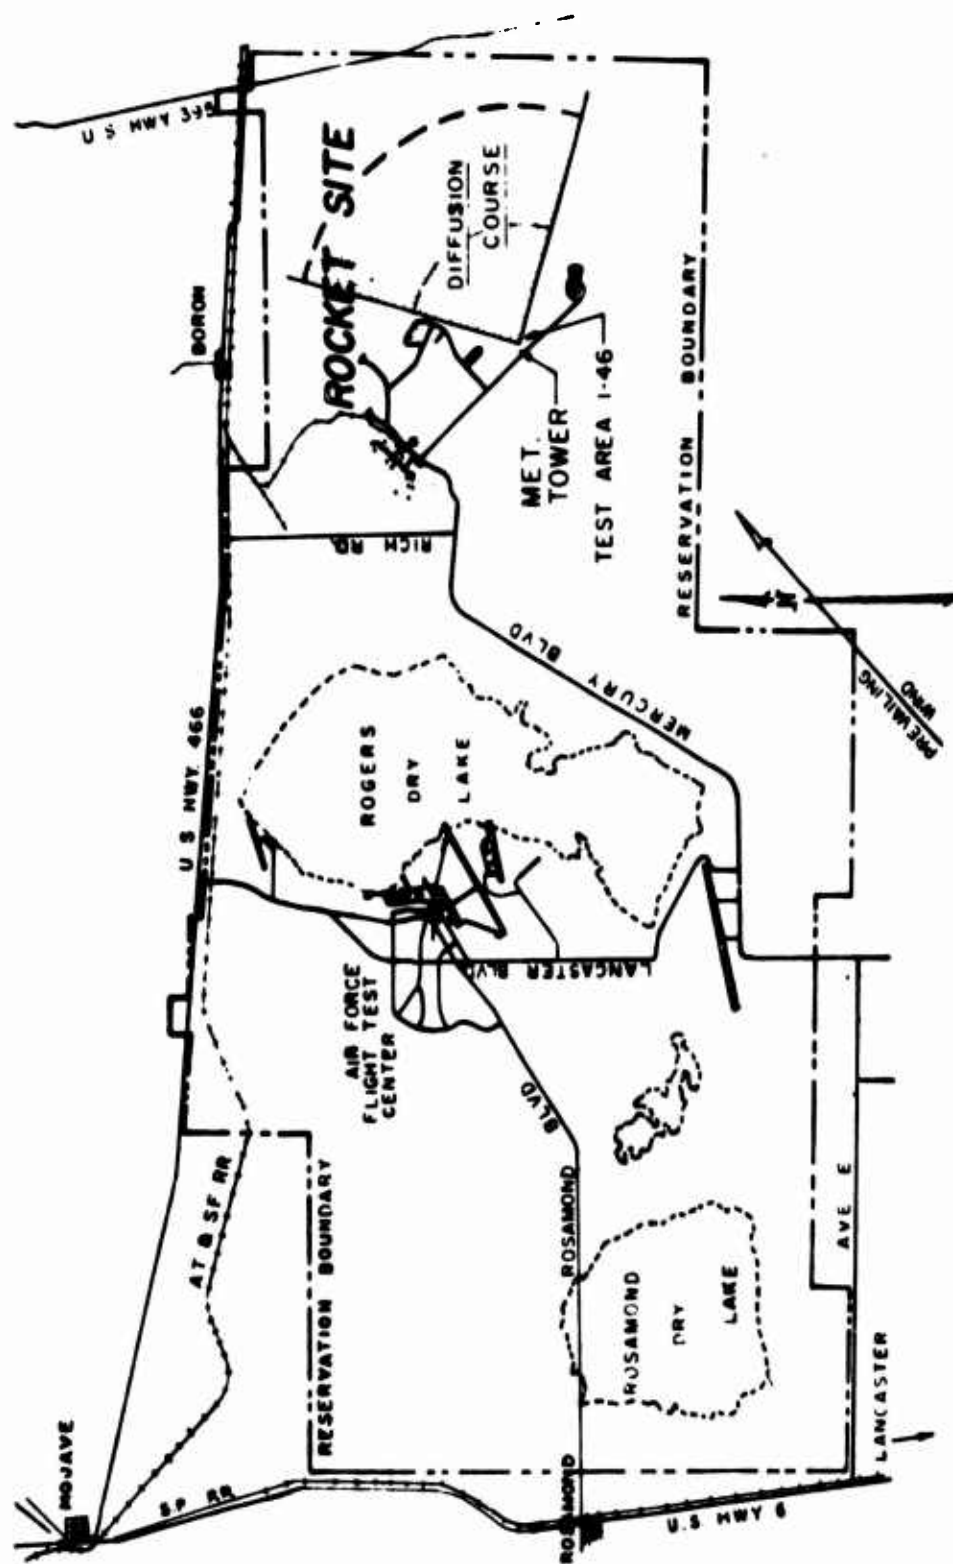 MOJAVE
S.P. RR
AT & SF RR
U S HWY. 466
BORON
U S HWY 395
ROCKET SITE
DIFFUSION
COURSE
RICH RD.
MET.
TOWER
TEST AREA 1-46
RESERVATION BOUNDARY
RESERVATION BOUNDARY
AIR FORCE
FLIGHT TEST
CENTER
ROGERS
DRY
LAKE
MERCURY BLVD
LANCASTER BLVD.
ROSAMOND BLVD
ROSAMOND
ROSAMOND
DRY
LAKE
U.S HWY 6
LANCASTER
AVE E
N
PREVAILING
WIND